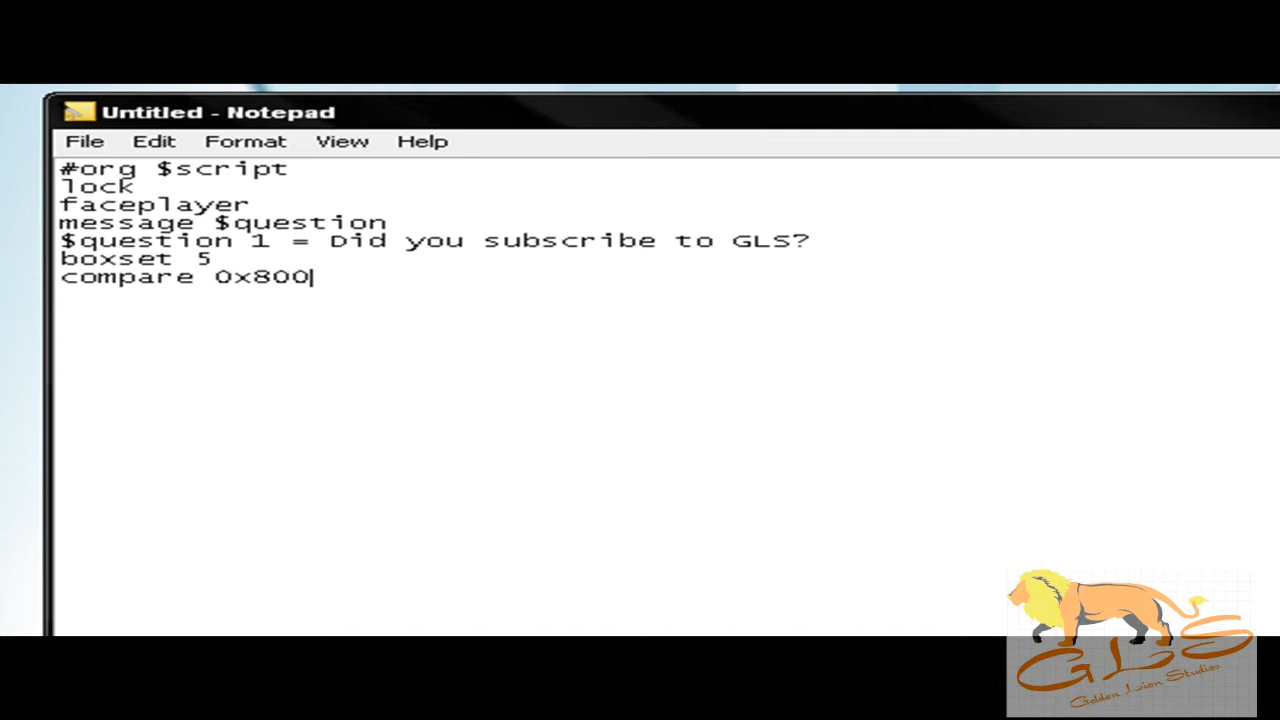 Untitled - Notepad
File Edit Format View Help
#org $script
lock
faceplayer
message $question
$question 1 = Did you subscribe to GLS?
boxset 5
compare 0x800
GLS
Golden Lion Studios